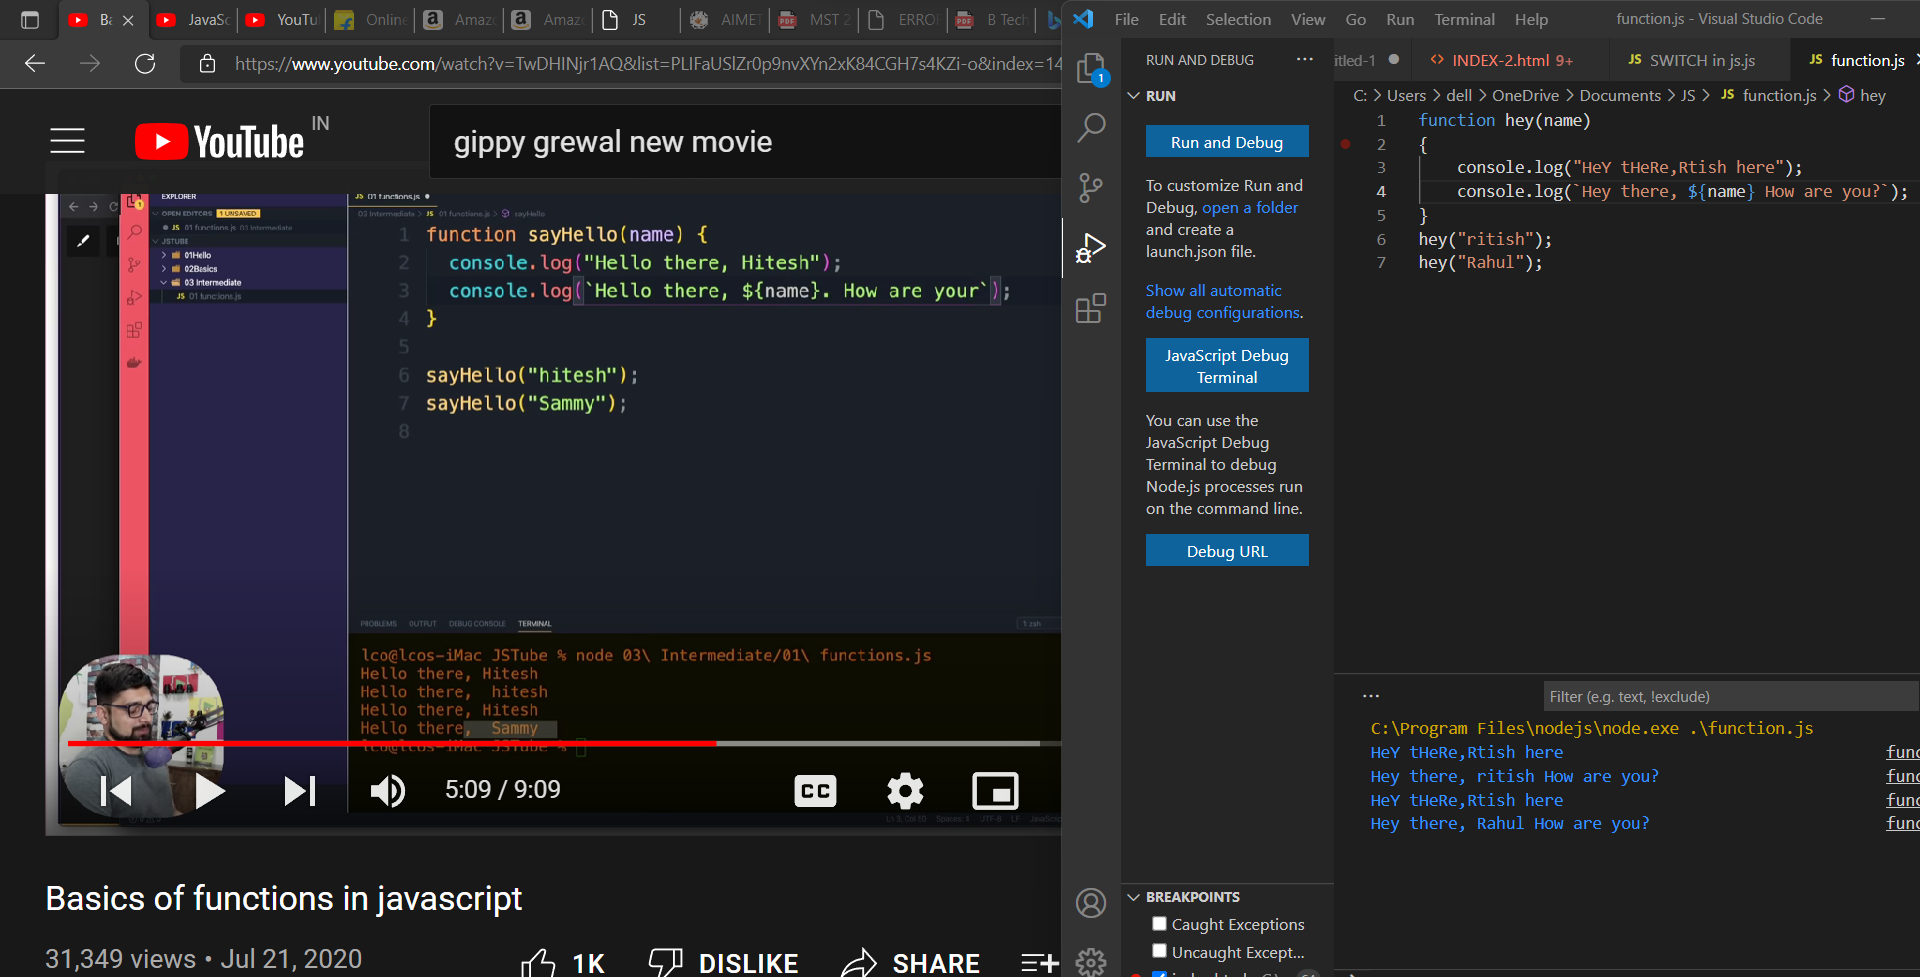 Ba
JavaSc
YouTu
Online
Amaz
Amaz
JS
AIMET
MST 2
ERRO
B Tech
https://www.youtube.com/watch?v=TwDHINjr1AQ&list=PLIFaUSlZr0p9nvXYn2xK84CGH7s4KZi-o&index=14
YouTube IN
gippy grewal new movie
EXPLORER
OPEN EDITORS 1 UNSAVED
JS 01 functions.js 03 Intermediate
JSTUBE
01Hello
02Basics
03 Intermediate
JS 01 functions.js
JS 01 functions.js
03 Intermediate > JS 01 functions.js > sayHello
1 function sayHello(name) {
2 console.log("Hello there, Hitesh");
3 console.log(`Hello there, ${name}. How are your`);
4 }
5
6 sayHello("hitesh");
7 sayHello("Sammy");
8
PROBLEMS OUTPUT DEBUG CONSOLE TERMINAL
1: zsh
lco@lcos-iMac JSTube % node 03\ Intermediate/01\ functions.js
Hello there, Hitesh
Hello there,  hitesh
Hello there, Hitesh
Hello there,  Sammy
lco@lcos-iMac JSTube %
5:09 / 9:09
CC
Basics of functions in javascript
31,349 views • Jul 21, 2020
1K
DISLIKE
SHARE
File Edit Selection View Go Run Terminal Help
function.js - Visual Studio Code
1
RUN AND DEBUG ...
RUN
Run and Debug
To customize Run and
Debug, open a folder
and create a
launch.json file.
Show all automatic
debug configurations.
JavaScript Debug
Terminal
You can use the
JavaScript Debug
Terminal to debug
Node.js processes run
on the command line.
Debug URL
BREAKPOINTS
Caught Exceptions
Uncaught Except...
itled-1
<> INDEX-2.html 9+
JS SWITCH in js.js
JS function.js
C: > Users > dell > OneDrive > Documents > JS > JS function.js > hey
1 function hey(name)
2 {
3 console.log("HeY tHeRe,Rtish here");
4 console.log(`Hey there, ${name} How are you?`);
5 }
6 hey("ritish");
7 hey("Rahul");
...
Filter (e.g. text, !exclude)
C:\Program Files\nodejs\node.exe .\function.js
HeY tHeRe,Rtish here func
Hey there, ritish How are you? func
HeY tHeRe,Rtish here func
Hey there, Rahul How are you? func